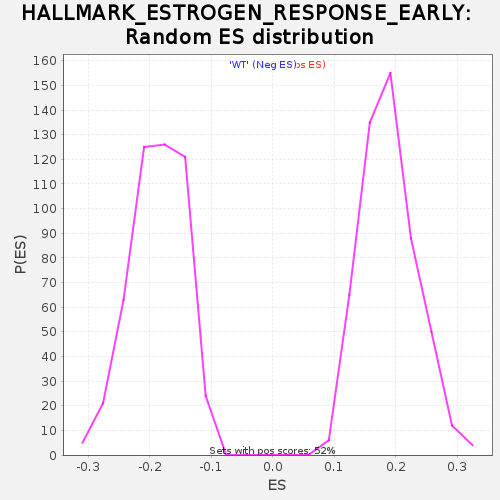 HALLMARK_ESTROGEN_RESPONSE_EARLY:
Random ES distribution
'WT' (Neg ES) os ES)
160
150
140
130
120
110
100
90
80
70
60
50
40
30
20
10
0
P(ES)
Sets with pos scores: 52%
-0.3 -0.2 -0.1 0.0 0.1 0.2 0.3
ES